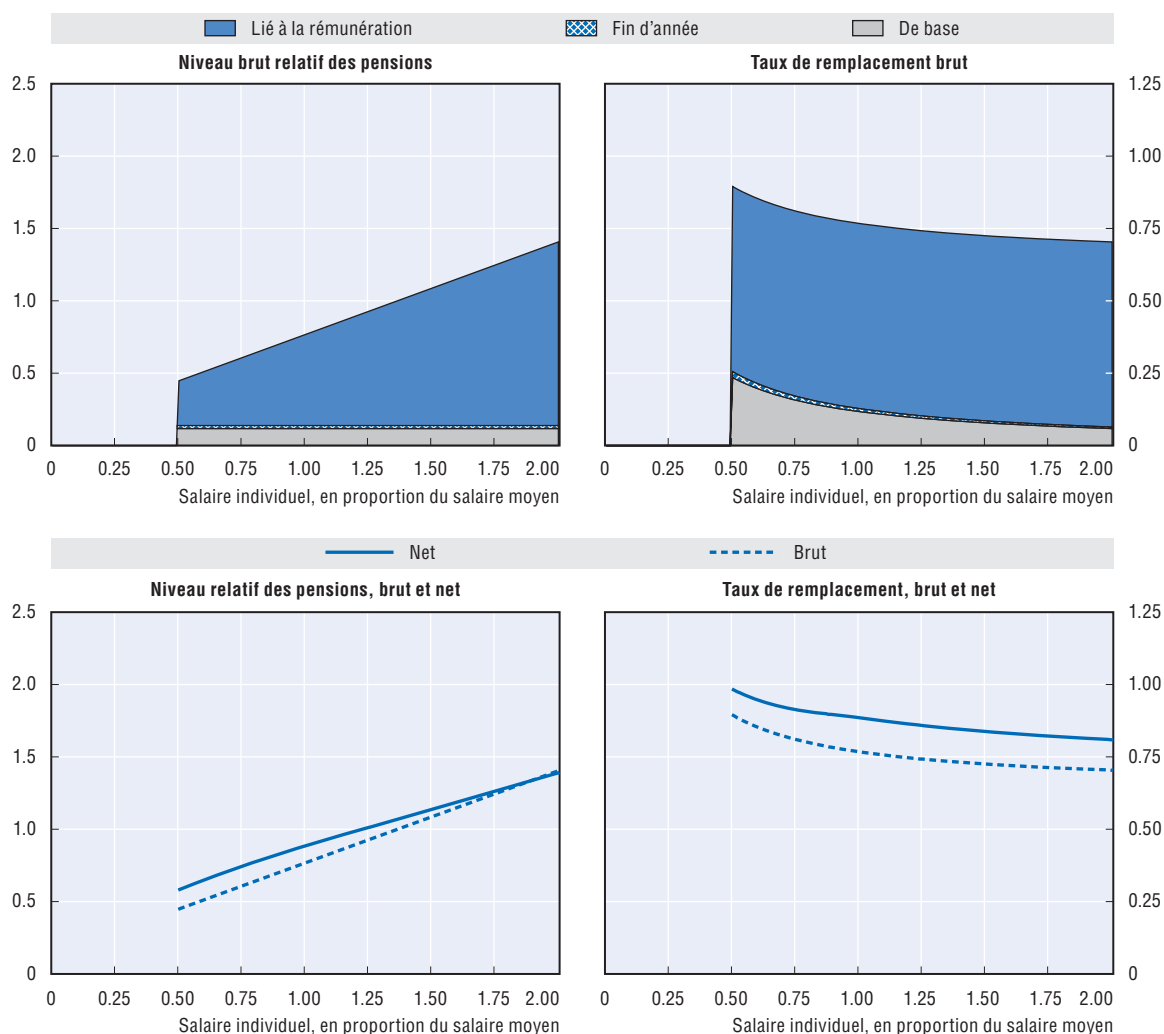 Lié à la rémunération Fin d'année De base
Niveau brut relatif des pensions Taux de remplacement brut
2.5 1.25
2.0 1.00
1.5 0.75
1.0 0.50
0.5 0.25
0 0
0 0.25 0.50 0.75 1.00 1.25 1.50 1.75 2.00 0 0.25 0.50 0.75 1.00 1.25 1.50 1.75 2.00
Salaire individuel, en proportion du salaire moyen Salaire individuel, en proportion du salaire moyen
Net Brut
Niveau relatif des pensions, brut et net Taux de remplacement, brut et net
2.5 1.25
2.0 1.00
1.5 0.75
1.0 0.50
0.5 0.25
0 0
0 0.25 0.50 0.75 1.00 1.25 1.50 1.75 2.00 0 0.25 0.50 0.75 1.00 1.25 1.50 1.75 2.00
Salaire individuel, en proportion du salaire moyen Salaire individuel, en proportion du salaire moyen